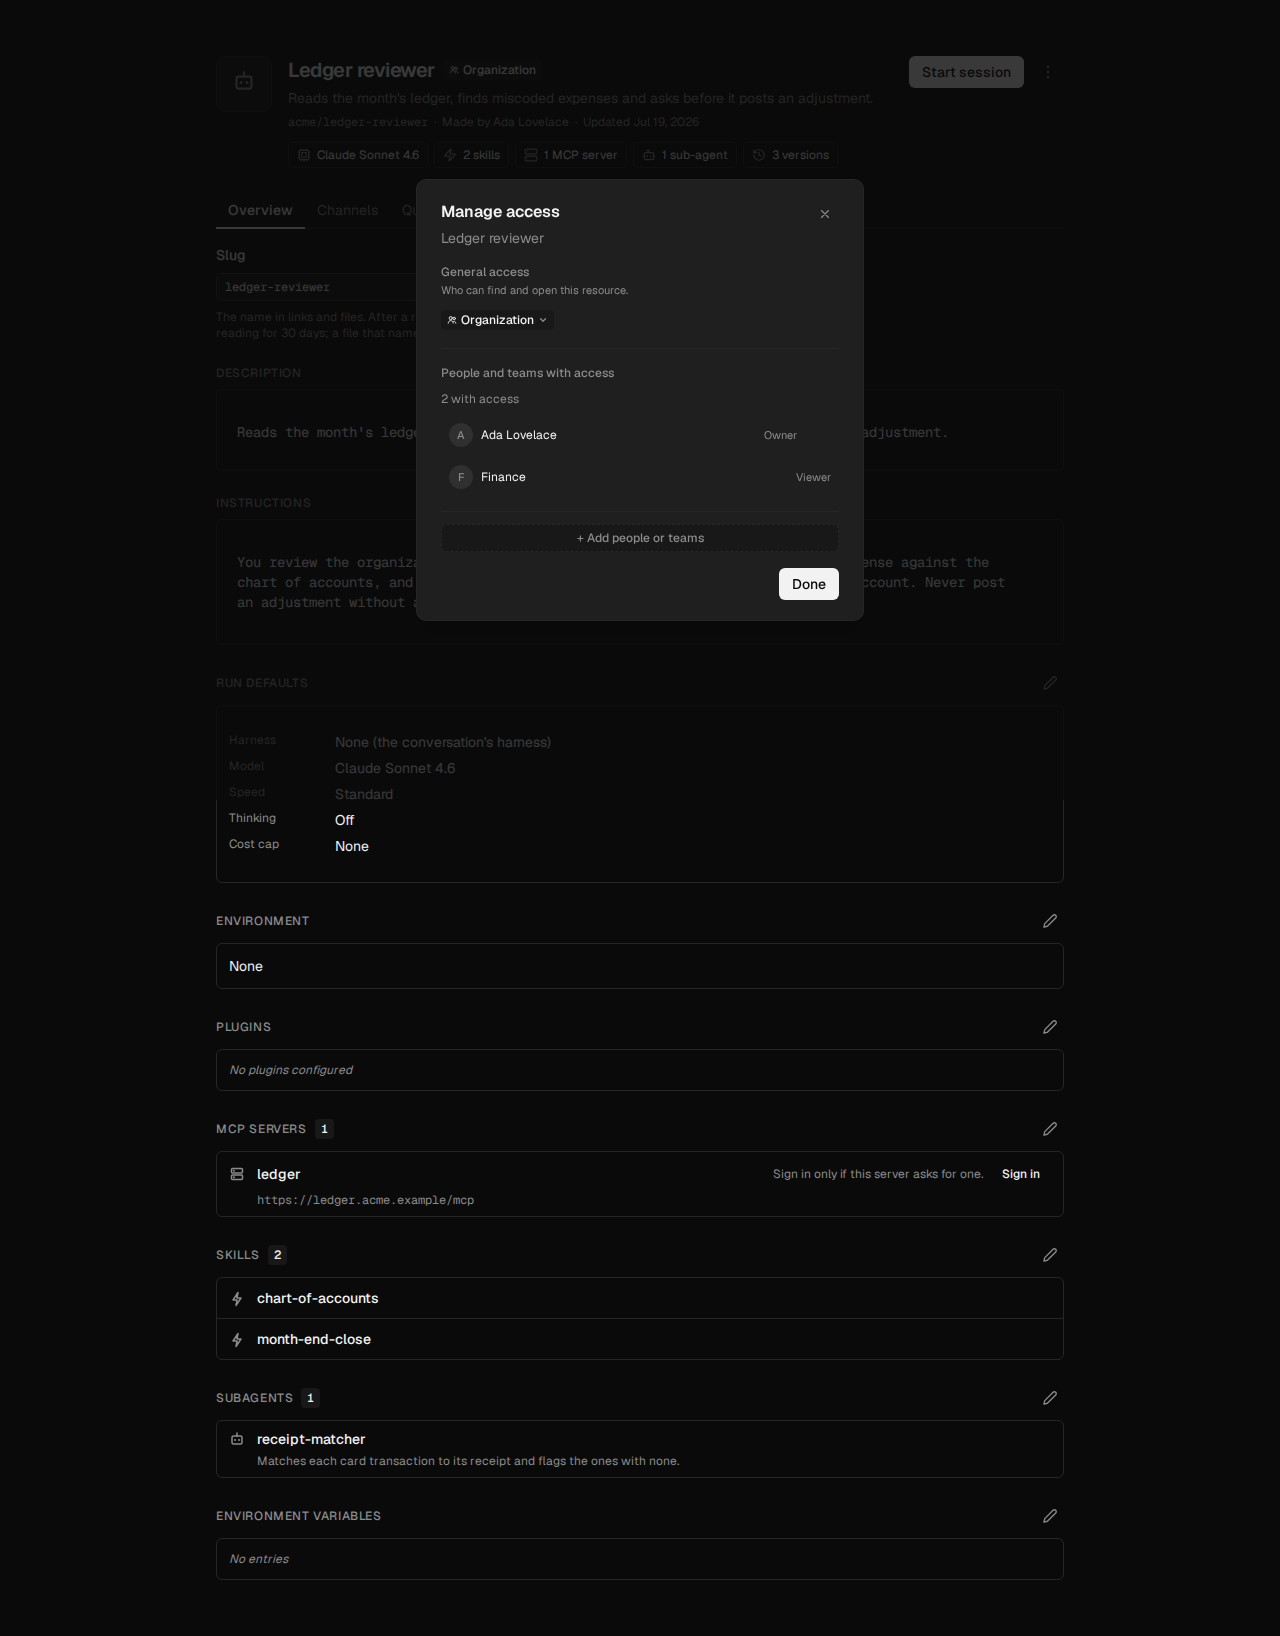 Ledger reviewer
Organization
Start session
Reads the month's ledger, finds miscoded expenses and asks before it posts an adjustment.
acme/ledger-reviewer · Made by Ada Lovelace · Updated Jul 19, 2026
Claude Sonnet 4.6
2 skills
1 MCP server
1 sub-agent
3 versions
Overview
Channels
Qu
Manage access
Ledger reviewer
General access
Who can find and open this resource.
Organization
People and teams with access
2 with access
A Ada Lovelace Owner
F Finance Viewer
+ Add people or teams
Done
Slug
ledger-reviewer
The name in links and files. After a r
reading for 30 days; a file that name
DESCRIPTION
Reads the month's ledge
adjustment.
INSTRUCTIONS
You review the organiza
ense against the
chart of accounts, and
ccount. Never post
an adjustment without a
RUN DEFAULTS
Harness None (the conversation's harness)
Model Claude Sonnet 4.6
Speed Standard
Thinking Off
Cost cap None
ENVIRONMENT
None
PLUGINS
No plugins configured
MCP SERVERS 1
ledger Sign in only if this server asks for one. Sign in
https://ledger.acme.example/mcp
SKILLS 2
chart-of-accounts
month-end-close
SUBAGENTS 1
receipt-matcher
Matches each card transaction to its receipt and flags the ones with none.
ENVIRONMENT VARIABLES
No entries